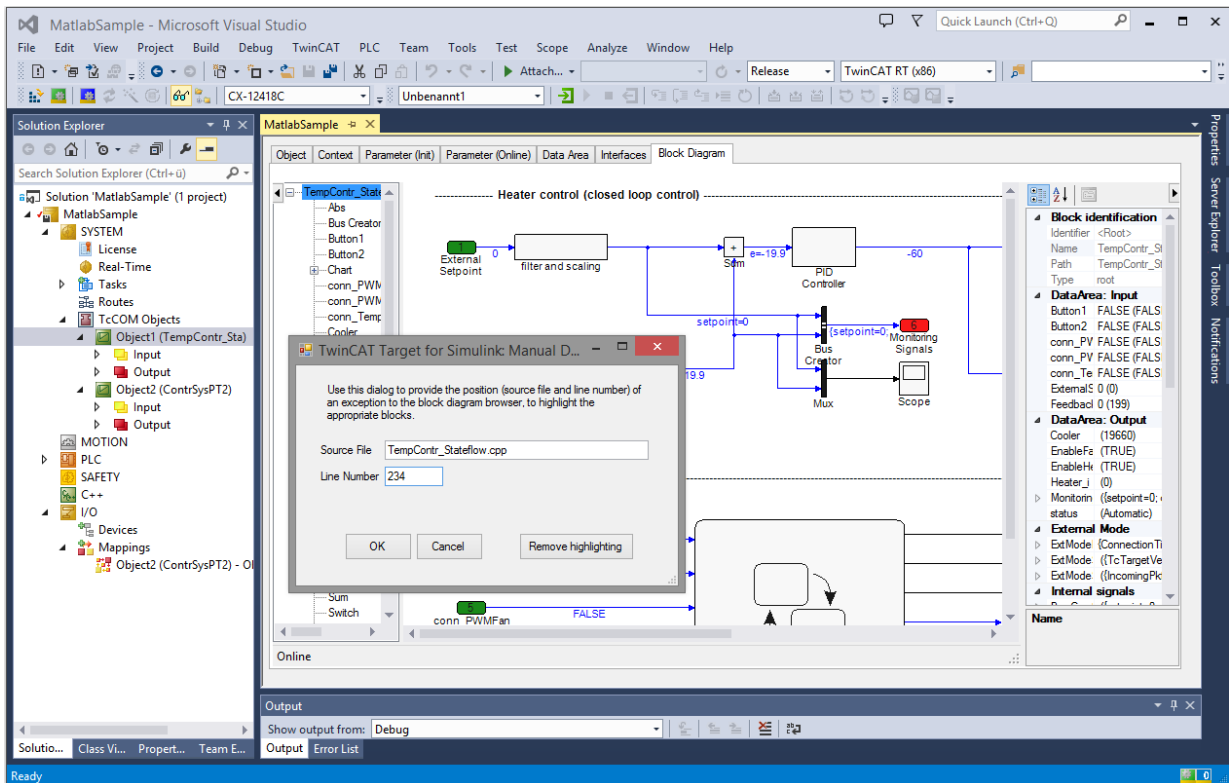 MatlabSample - Microsoft Visual Studio
Quick Launch (Ctrl+Q)
File Edit View Project Build Debug TwinCAT PLC Team Tools Test Scope Analyze Window Help
Attach... Release TwinCAT RT (x86)
CX-12418C Unbenannt1
Solution Explorer
Search Solution Explorer (Ctrl+ü)
Solution 'MatlabSample' (1 project)
MatlabSample
SYSTEM
License
Real-Time
Tasks
Routes
TcCOM Objects
Object1 (TempContr_Sta)
Input
Output
Object2 (ContrSysPT2)
Input
Output
MOTION
PLC
SAFETY
C++
I/O
Devices
Mappings
Object2 (ContrSysPT2) - Ol
Solutio... Class Vi... Propert... Team E...
MatlabSample
Object Context Parameter (Init) Parameter (Online) Data Area Interfaces Block Diagram
TempContr_State
Abs
Bus Creator
Button1
Button2
Chart
conn_PWM
conn_PWM
conn_Temp
Cooler
Sum
Switch
Heater control (closed loop control)
1
External
Setpoint
0
filter and scaling
+
Sum
e=-19.9
PID
Controller
-60
setpoint=0
{setpoint=0;
Bus
Creator
6
Monitoring
Signals
19.9
Mux
Scope
5
conn_PWMFan
FALSE
TwinCAT Target for Simulink: Manual D...
Use this dialog to provide the position (source file and line number) of
an exception to the block diagram browser, to highlight the
appropriate blocks.
Source File TempContr_Stateflow.cpp
Line Number 234
OK Cancel Remove highlighting
Online
Block identification
Identifier <Root>
Name TempContr_St
Path TempContr_St
Type root
DataArea: Input
Button1 FALSE (FALS
Button2 FALSE (FALS
conn_PV FALSE (FALS
conn_PV FALSE (FALS
conn_Te FALSE (FALS
ExternalS 0 (0)
Feedbacl 0 (199)
DataArea: Output
Cooler (19660)
EnableFa (TRUE)
EnableHe (TRUE)
Heater_i (0)
Monitorin ({setpoint=0;
status (Automatic)
External Mode
ExtMode {ConnectionTi
ExtMode ({TcTargetVe
ExtMode ({IncomingPk
Internal signals
Name
Properties
Server Explorer
Toolbox
Notifications
Output
Show output from: Debug
Output Error List
Ready
0